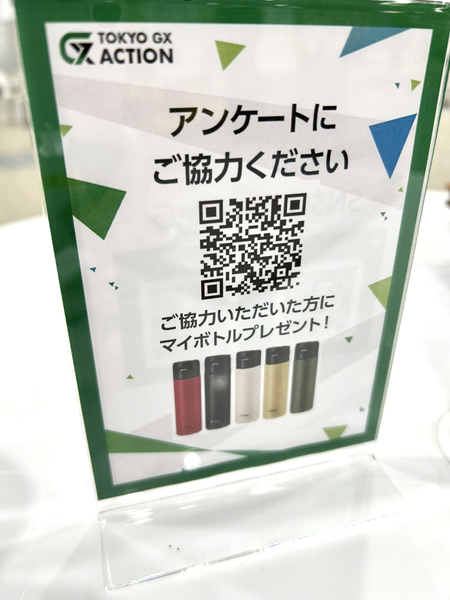 TOKYO GX
ACTION
アンケートに
ご協力ください
ご協力いただいた方に
マイボトルプレゼント！